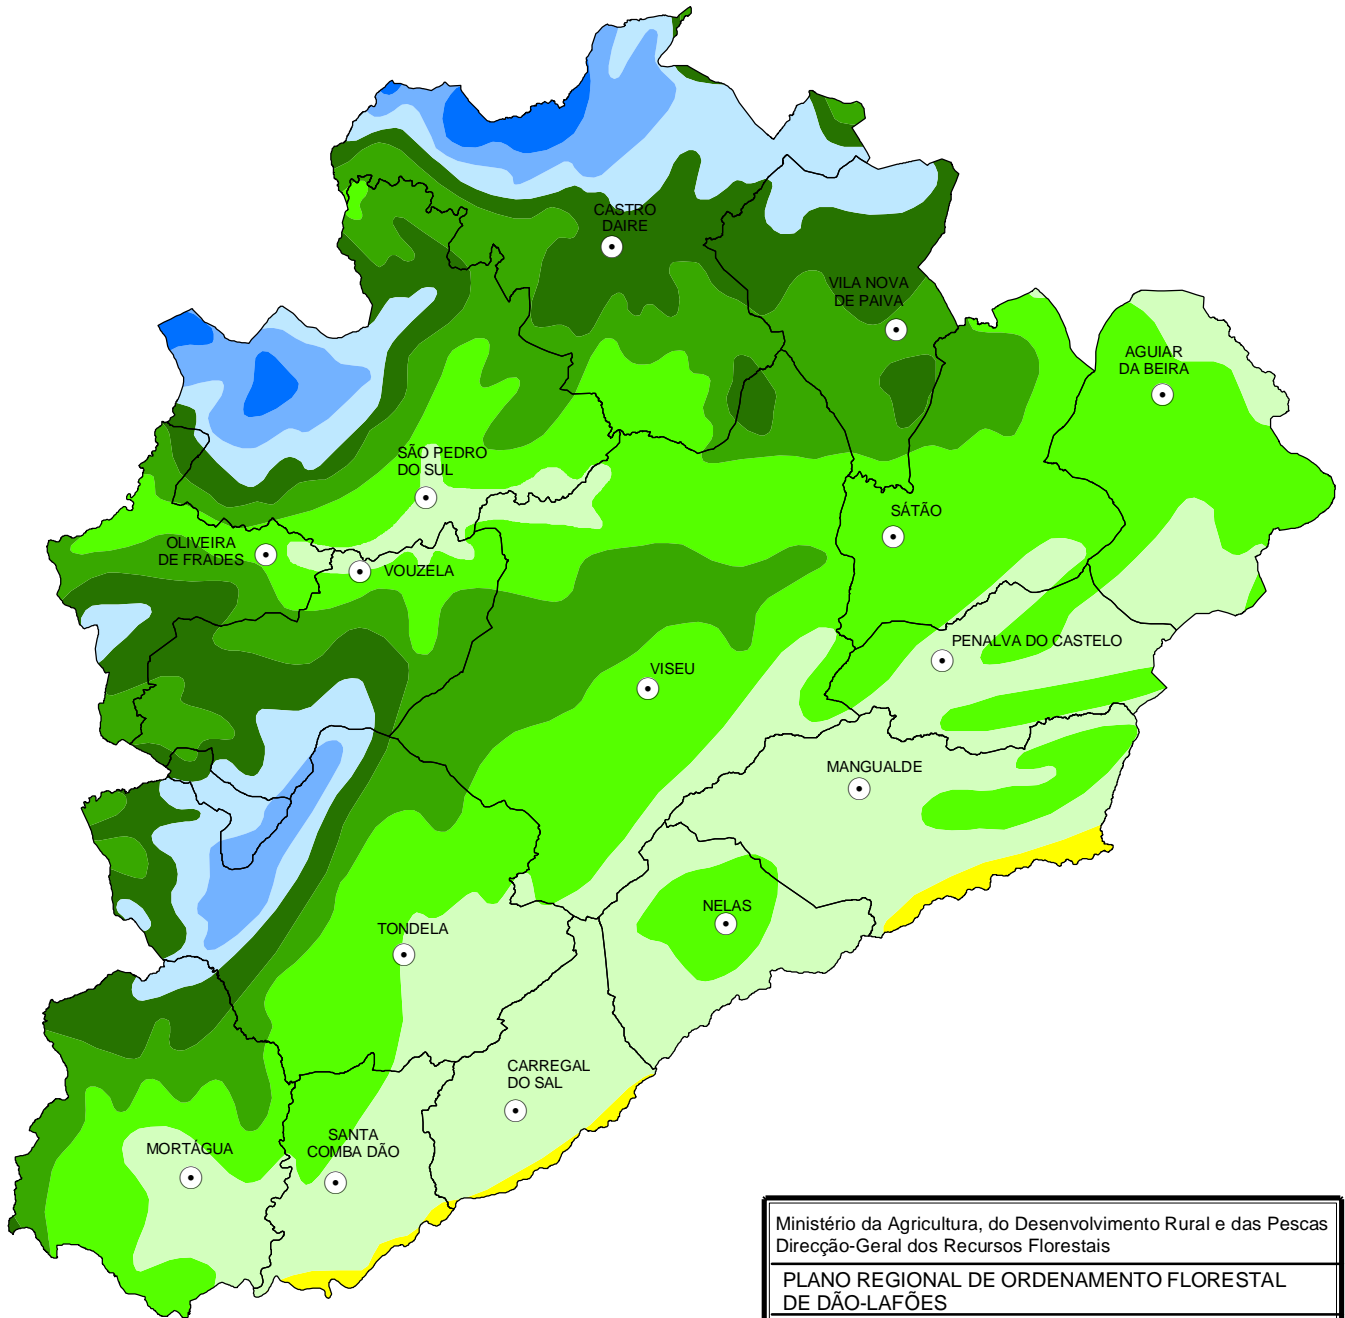 CASTRO
DAIRE
VILA NOVA
DE PAIVA
AGUIAR
DA BEIRA
SÃO PEDRO
DO SUL
SÁTÃO
OLIVEIRA
DE FRADES
VOUZELA
PENALVA DO CASTELO
VISEU
MANGUALDE
NELAS
TONDELA
CARREGAL
DO SAL
SANTA
COMBA DÃO
MORTÁGUA
Ministério da Agricultura, do Desenvolvimento Rural e das Pescas
Direcção-Geral dos Recursos Florestais
PLANO REGIONAL DE ORDENAMENTO FLORESTAL
DE DÃO-LAFÕES